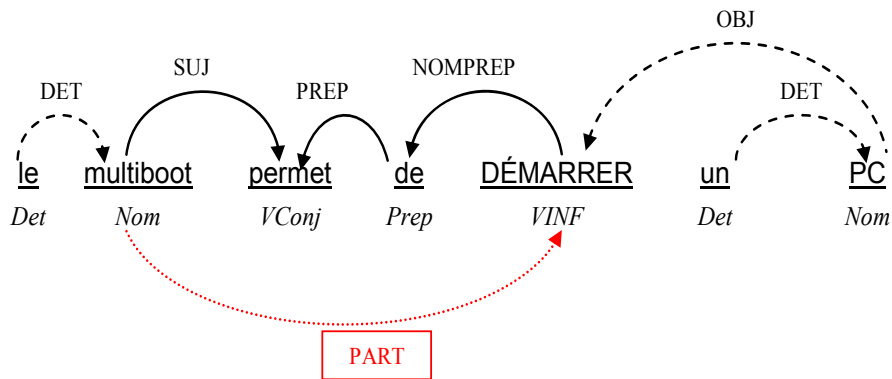 OBJ
SUJ NOMPREP
DET PREP DET
le multiboot permet de DÉMARRER un PC
Det Nom VConj Prep VINF Det Nom
PART